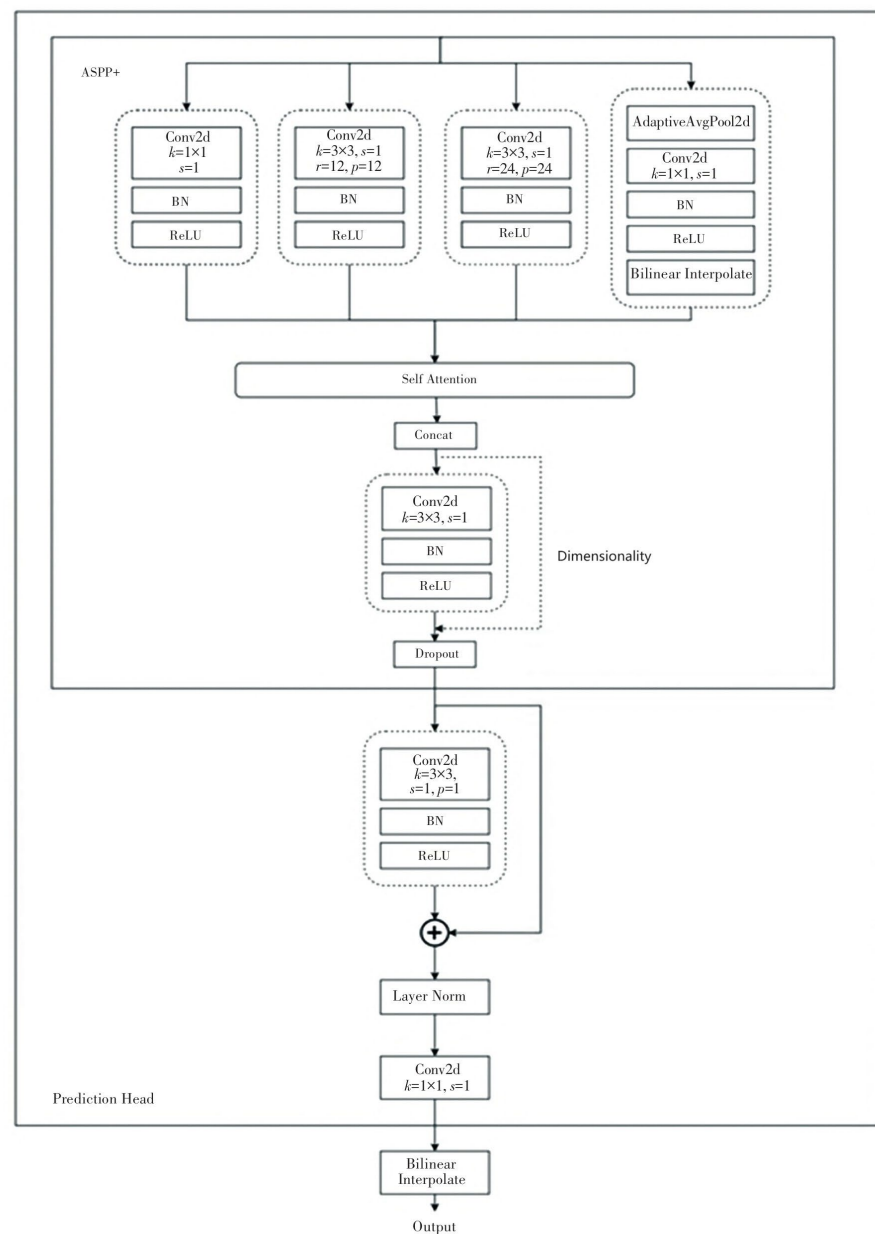 ASPP+
Conv2d
k=1×1
s=1
BN
ReLU
Conv2d
k=3×3, s=1
r=12, p=12
BN
ReLU
Conv2d
k=3×3, s=1
r=24, p=24
BN
ReLU
AdaptiveAvgPool2d
Conv2d
k=1×1, s=1
BN
ReLU
Bilinear Interpolate
Self Attention
Concat
Conv2d
k=3×3, s=1
BN
ReLU
Dimensionality
Dropout
Conv2d
k=3×3,
s=1, p=1
BN
ReLU
+
Layer Norm
Conv2d
k=1×1, s=1
Prediction Head
Bilinear
Interpolate
Output